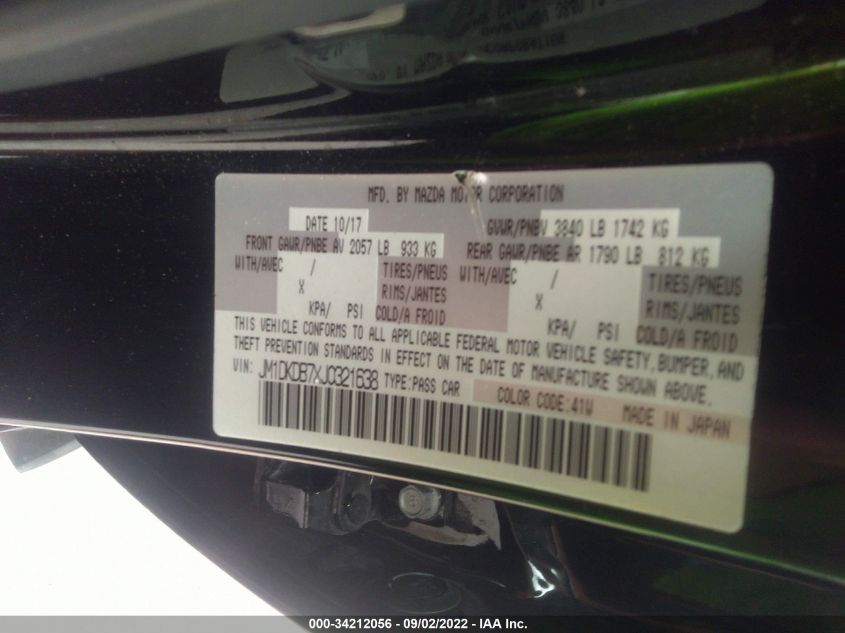 MFD. BY MAZDA MOTOR CORPORATION
DATE 10/17 GVWR/PNBV 3840 LB 1742 KG
FRONT GAWR/PNBE AV 2057 LB 933 KG REAR GAWR/PNBE AR 1790 LB 812 KG
WITH/AVEC / TIRES/PNEUS WITH/AVEC / TIRES/PNEUS
X RIMS/JANTES X RIMS/JANTES
KPA/ PSI COLD/A FROID KPA/ PSI COLD/A FROID
THIS VEHICLE CONFORMS TO ALL APPLICABLE FEDERAL MOTOR VEHICLE SAFETY, BUMPER, AND
THEFT PREVENTION STANDARDS IN EFFECT ON THE DATE OF MANUFACTURE SHOWN ABOVE.
VIN: JM1DKDB7XJ0321638 TYPE:PASS CAR COLOR CODE:41W MADE IN JAPAN
000-34212056 - 09/02/2022 - IAA Inc.